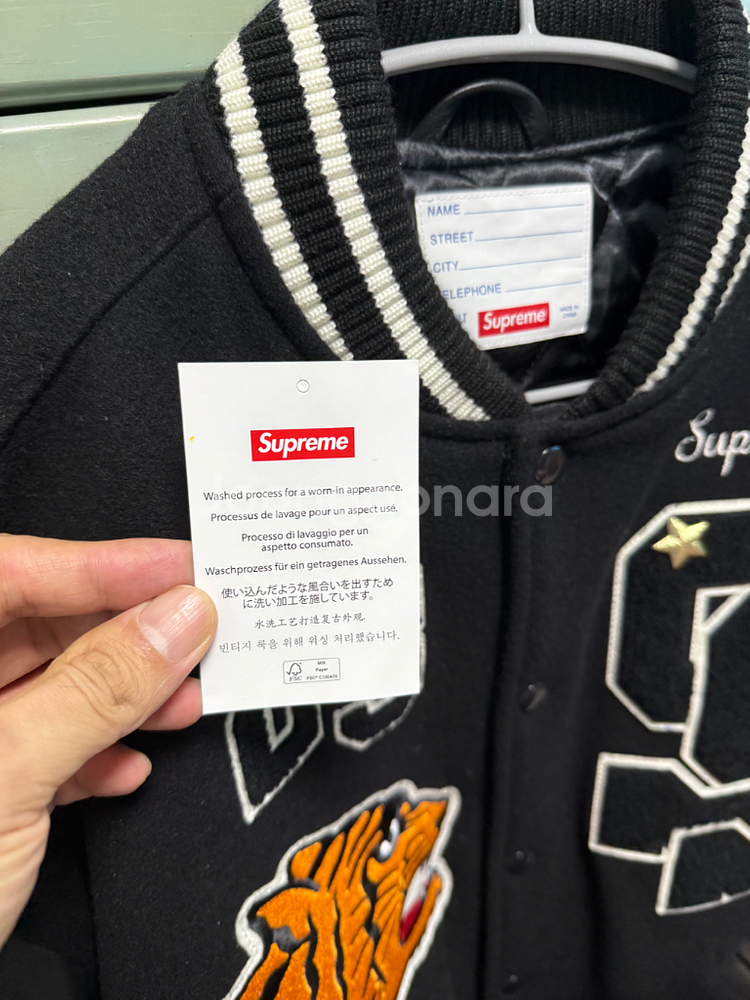 NAME
STREET
CITY
ELEPHONE
Supreme
MADE IN
CHINA
Supreme
Washed process for a worn-in appearance.
Processus de lavage pour un aspect usé.
Processo di lavaggio per un
aspetto consumato.
Waschprozess für ein getragenes Aussehen.
使い込んだような風合いを出すため
に洗い加工を施しています。
水洗工艺打造复古外观.
빈티지 룩을 위해 워싱 처리했습니다.
FSC
MIX
Paper
FSC® C100472
Sup